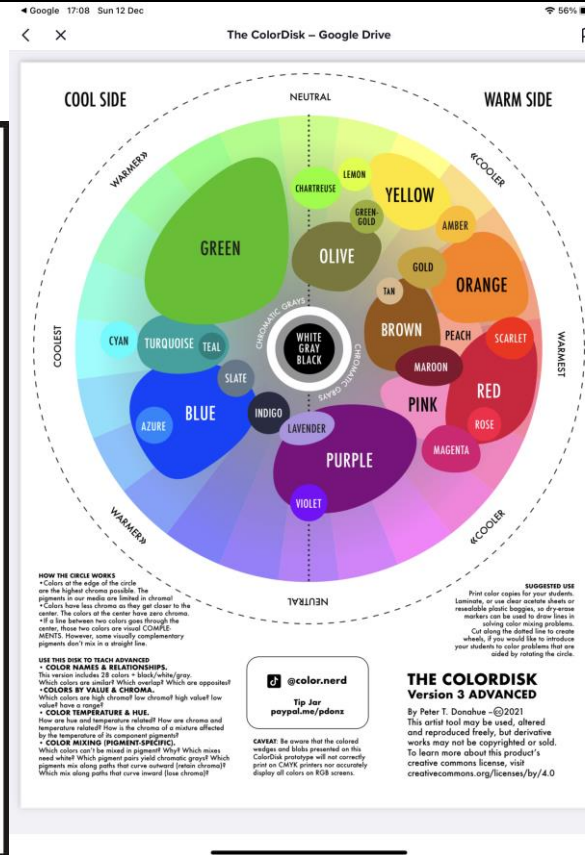 Google 17:08 Sun 12 Dec 56%
The ColorDisk – Google Drive
COOL SIDE
NEUTRAL
WARM SIDE
WARMER»
«COOLER
CHARTREUSE
LEMON
YELLOW
GREEN-
GOLD
AMBER
GREEN
OLIVE
GOLD
ORANGE
TAN
CHROMATIC GRAYS
COOLEST
CYAN
TURQUOISE
TEAL
WHITE
GRAY
BLACK
BROWN
PEACH
SCARLET
WARMEST
CHROMATIC GRAYS
MAROON
SLATE
RED
BLUE
INDIGO
PINK
AZURE
LAVENDER
ROSE
MAGENTA
PURPLE
VIOLET
WARMER»
«COOLER
NEUTRAL
HOW THE CIRCLE WORKS
•Colors at the edge of the circle
are the highest chroma possible. The
pigments in our media are limited in chroma!
•Colors have less chroma as they get closer to the
center. The colors at the center have zero chroma.
•If a line between two colors goes through the
center, those two colors are visual COMPLE-
MENTS. However, some visually complementary
pigments don't mix in a straight line.
USE THIS DISK TO TEACH ADVANCED
• COLOR NAMES & RELATIONSHIPS.
This version includes 28 colors + black/white/gray.
Which colors are similar? Which overlap? Which are opposites?
•COLORS BY VALUE & CHROMA.
Which colors are high chroma? low chroma? high value? low
value? have a range?
• COLOR TEMPERATURE & HUE.
How are hue and temperature related? How are chroma and
temperature related? How is the chroma of a mixture affected
by the temperature of its component pigments?
• COLOR MIXING (PIGMENT-SPECIFIC).
Which colors can't be mixed in pigment? Why? Which mixes
need white? Which pigment pairs yield chromatic grays? Which
pigments mix along paths that curve outward (retain chroma)?
Which mix along paths that curve inward (lose chroma)?
@color.nerd
Tip Jar
paypal.me/pdonz
CAVEAT: Be aware that the colored
wedges and blobs presented on this
ColorDisk prototype will not correctly
print on CMYK printers nor accurately
display all colors on RGB screens.
SUGGESTED USE
Print color copies for your students.
Laminate, or use clear acetate sheets or
resealable plastic baggies, so dry-erase
markers can be used to draw lines in
solving color mixing problems.
Cut along the dotted line to create
wheels, if you would like to introduce
your students to color problems that are
aided by rotating the circle.
THE COLORDISK
Version 3 ADVANCED
By Peter T. Donahue –🅭2021
This artist tool may be used, altered
and reproduced freely, but derivative
works may not be copyrighted or sold.
To learn more about this product's
creative commons license, visit
creativecommons.org/licenses/by/4.0